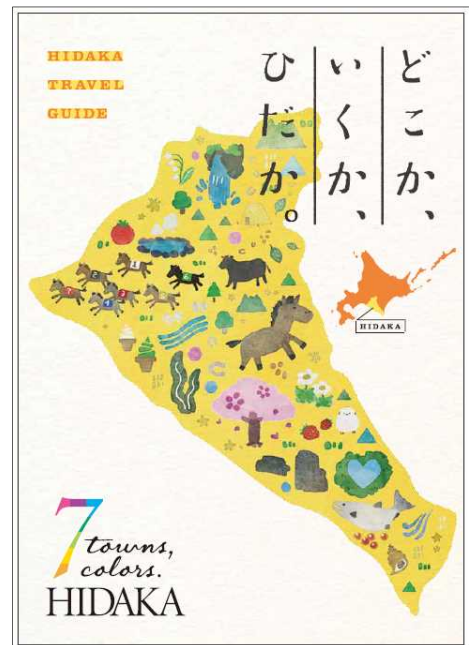 HIDAKA
TRAVEL
GUIDE
どこか、
いくか、
ひだか。
HIDAKA
7 towns,
colors.
HIDAKA